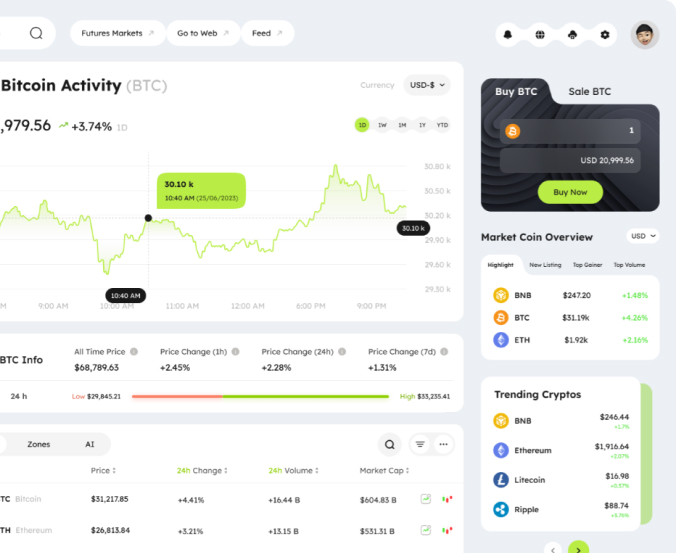 Futures Markets Go to Web Feed
Bitcoin Activity (BTC)
Currency USD-$
,979.56 +3.74% 1D
1D 1W 1M 1Y YTD
30.80 k
30.50 k
30.20 k
29.90 k
29.60 k
29.30 k
30.10 k
10:40 AM (25/06/2023)
30.10 k
10:40 AM
M 9:00 AM 10:00 AM 11:00 AM 12:00 AM 6:00 PM 9:00 PM
BTC Info
All Time Price Price Change (1h) Price Change (24h) Price Change (7d)
$68,789.63 +2.45% +2.28% +1.31%
24 h Low $29,845.21 High $33,235.41
Zones AI
Price 24h Change 24h Volume Market Cap
TC Bitcoin $31,217.85 +4.41% +16.44 B $604.83 B
TH Ethereum $26,813.84 +3.21% +13.15 B $531.31 B
Buy BTC Sale BTC
1
USD 20,999.56
Buy Now
Market Coin Overview USD
Highlight New Listing Top Gainer Top Volume
BNB $247.20 +1.48%
BTC $31.19k +4.26%
ETH $1.92k +2.16%
Trending Cryptos
BNB $246.44
+1.7%
Ethereum $1,916.64
Litecoin $16.98
Ripple $88.74